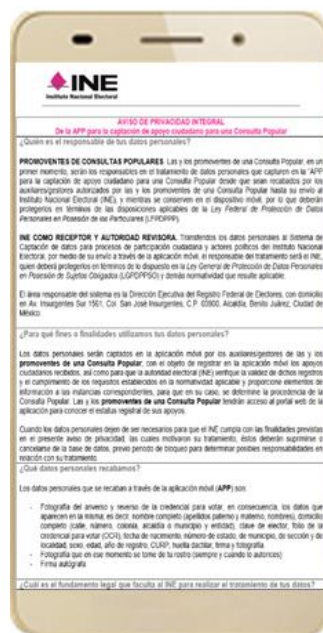 INE
Instituto Nacional Electoral
AVISO DE PRIVACIDAD INTEGRAL
De la APP para la captación de apoyo ciudadano para una Consulta Popular
¿Quién es el responsable de tus datos personales?
PROMOVENTES DE CONSULTAS POPULARES. Las y los promoventes de una Consulta Popular, en un
primer momento, serán los responsables en el tratamiento de datos personales que capturen en la "APP
para la captación de apoyo ciudadano para una Consulta Popular desde que sean recabados por los
auxiliares/gestores autorizados por las y los promoventes de una Consulta Popular hasta su envío al
Instituto Nacional Electoral (INE), y mientras se conserven en el dispositivo móvil, por lo que deberán
protegerlos en términos de las disposiciones aplicables de la Ley Federal de Protección de Datos
Personales en Posesión de los Particulares (LFPDPPP).
INE COMO RECEPTOR Y AUTORIDAD REVISORA. Transferidos los datos personales al Sistema de
Captación de datos para procesos de participación ciudadana y actores políticos del Instituto Nacional
Electoral, por medio de su envío a través de la aplicación móvil, el responsable del tratamiento será el INE,
quien deberá protegerlos en términos de lo dispuesto en la Ley General de Protección de Datos Personales
en Posesión de Sujetos Obligados (LGPDPPSO) y demás normatividad que resulte aplicable.
El área responsable del sistema es la Dirección Ejecutiva del Registro Federal de Electores, con domicilio
en Av. Insurgentes Sur 1561, Col. San José Insurgentes, C.P. 03900, Alcaldía, Benito Juárez, Ciudad de
México.
¿Para qué fines o finalidades utilizamos tus datos personales?
Los datos personales serán captados en la aplicación móvil por los auxiliares/gestores de las y los
promoventes de una Consulta Popular, con el objeto de registrar en la aplicación móvil los apoyos
ciudadanos recibidos, así como para que la autoridad electoral (INE) verifique la validez de dichos registros
y el cumplimiento de los requisitos establecidos en la normatividad aplicable y proporcione elementos de
información a las instancias correspondientes, para que en su caso, se determine la procedencia de la
Consulta Popular. Las y los promoventes de una Consulta Popular tendrán acceso al portal web de la
aplicación para conocer el estatus registral de sus apoyos.
Cuando los datos personales dejen de ser necesarios para que el INE cumpla con las finalidades previstas
en el presente aviso de privacidad, las cuales motivaron su tratamiento, éstos deberán suprimirse o
cancelarse de la base de datos, previo periodo de bloqueo para determinar posibles responsabilidades en
relación con su tratamiento.
¿Qué datos personales recabamos?
Los datos personales que se recaban a través de la aplicación móvil (APP) son:
- Fotografía del anverso y reverso de la credencial para votar, en consecuencia, los datos que
aparecen en la misma, es decir, nombre completo (apellidos paterno y materno, nombres), domicilio
completo (calle, número, colonia, alcaldía o municipio y entidad), clave de elector, folio de la
credencial para votar (OCR), fecha de nacimiento, número de estado, de municipio, de sección y de
localidad, sexo, edad, año de registro, CURP, huella dactilar, firma y fotografía
- Fotografía que en ese momento se tome de tu rostro (siempre y cuando lo autorices)
- Firma autógrafa
¿Cuál es el fundamento legal que faculta al INE para realizar el tratamiento de tus datos?